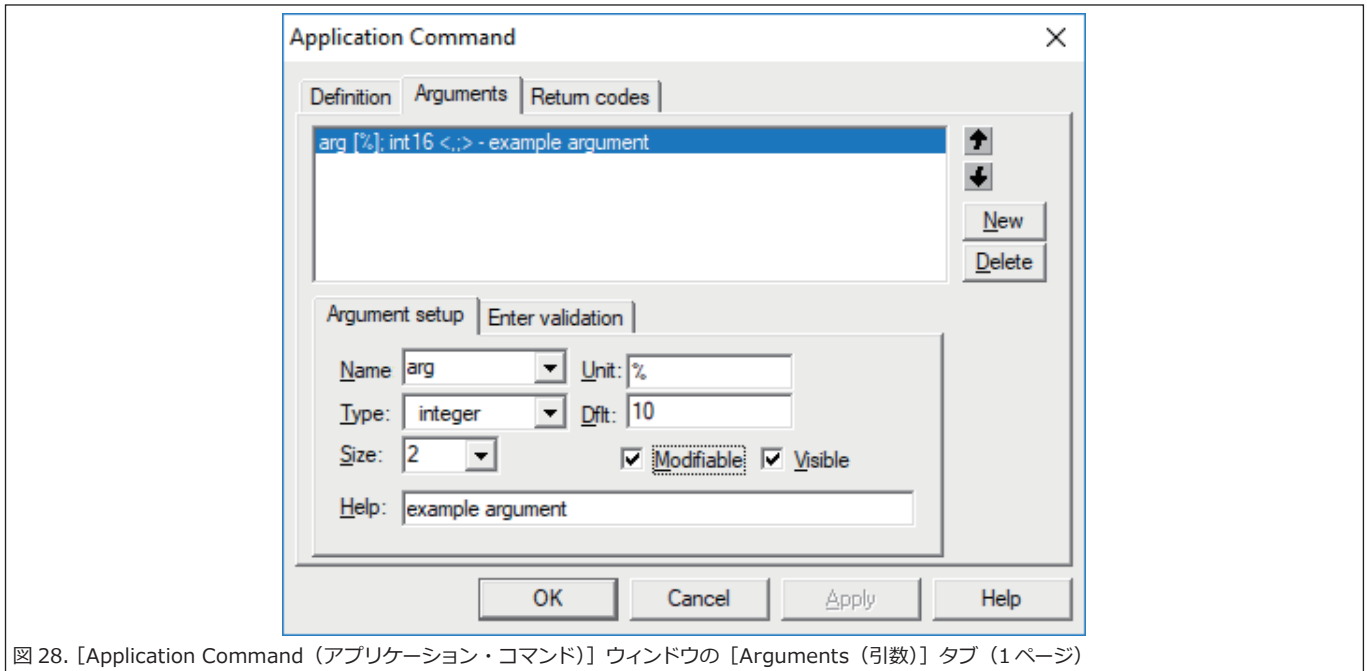 Application Command
Definition Arguments Return codes
arg [%]; int16 <,;> - example argument
New
Delete
Argument setup Enter validation
Name arg Unit: %
Type: integer Dflt: 10
Size: 2 Modifiable Visible
Help: example argument
OK Cancel Apply Help
図 28.［Application Command（アプリケーション・コマンド）］ウィンドウの［Arguments（引数）］タブ（1 ページ）